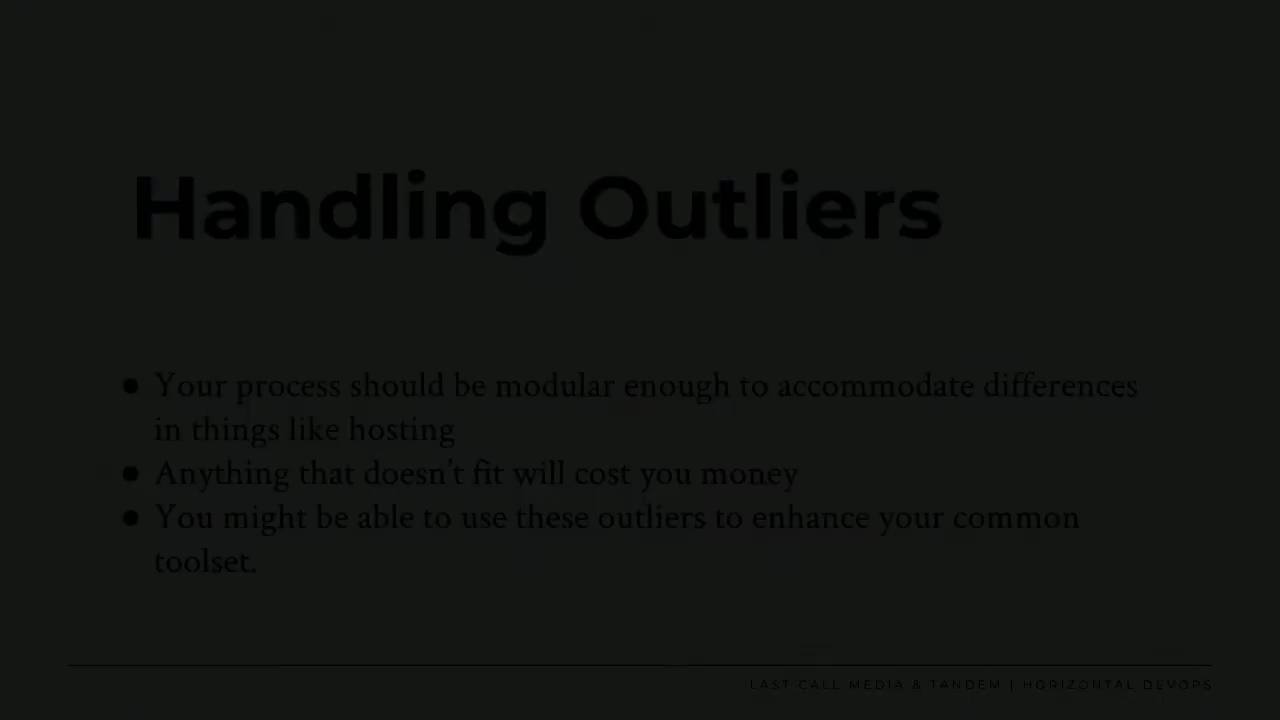 Handling Outliers
● Your process should be modular enough to accommodate differences
in things like hosting
● Anything that doesn't fit will cost you money
● You might be able to use these outliers to enhance your common
toolset.
LAST CALL MEDIA & TANDEM | HORIZONTAL DEVOPS